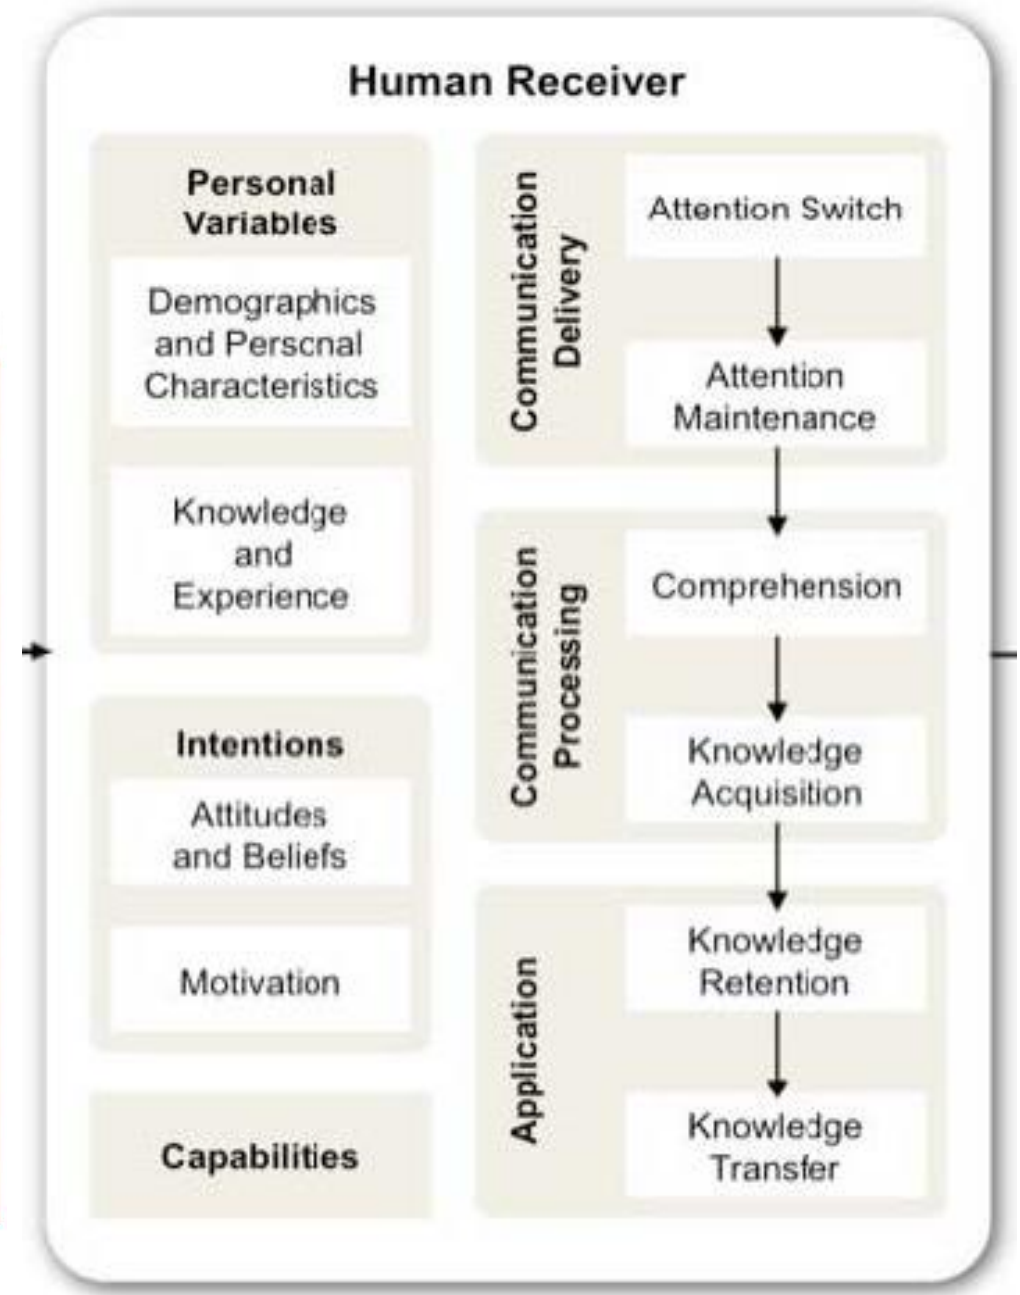 Human Receiver
Personal
Variables
Demographics
and Personal
Characteristics
Knowledge
and
Experience
Intentions
Attitudes
and Beliefs
Motivation
Capabilities
Communication
Delivery
Attention Switch
Attention
Maintenance
Communication
Processing
Comprehension
Knowledge
Acquisition
Application
Knowledge
Retention
Knowledge
Transfer